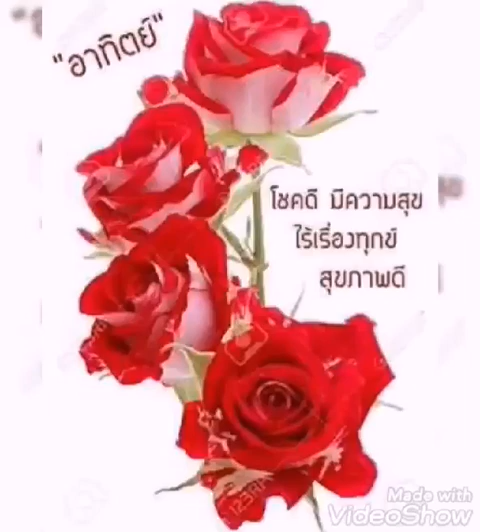 "อาทิตย์"
โชคดี มีความสุข
ไร้เรื่องทุกข์
สุขภาพดี
Made with
VideoShow